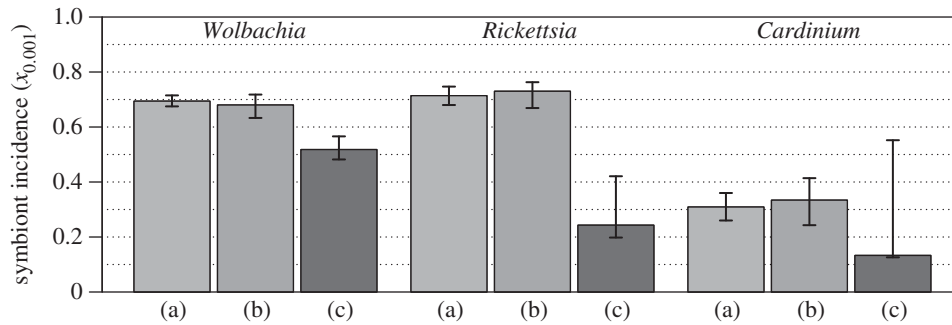 symbiont incidence (x0.001)
1.0
0.8
0.6
0.4
0.2
0
Wolbachia Rickettsia Cardinium
(a) (b) (c) (a) (b) (c) (a) (b) (c)